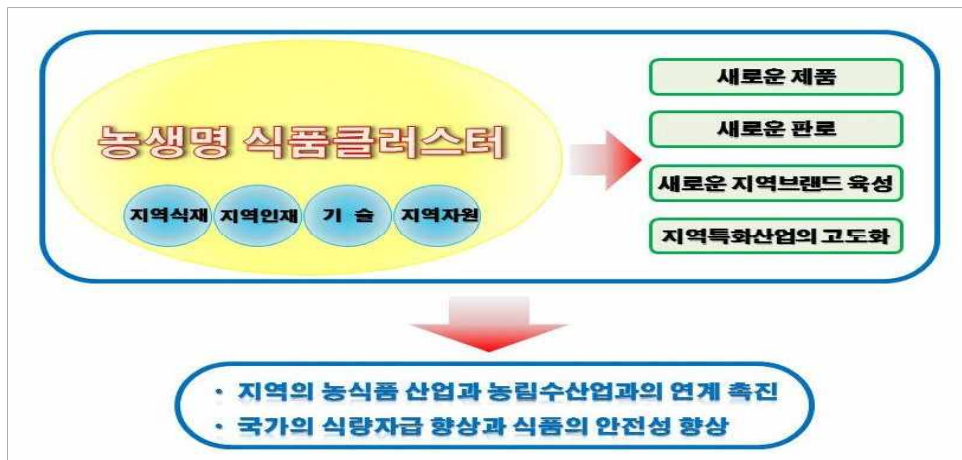 농생명 식품클러스터
지역식재 지역인재 기 술 지역자원
새로운 제품
새로운 판로
새로운 지역브랜드 육성
지역특화산업의 고도화
• 지역의 농식품 산업과 농림수산업과의 연계 촉진
• 국가의 식량자급 향상과 식품의 안전성 향상